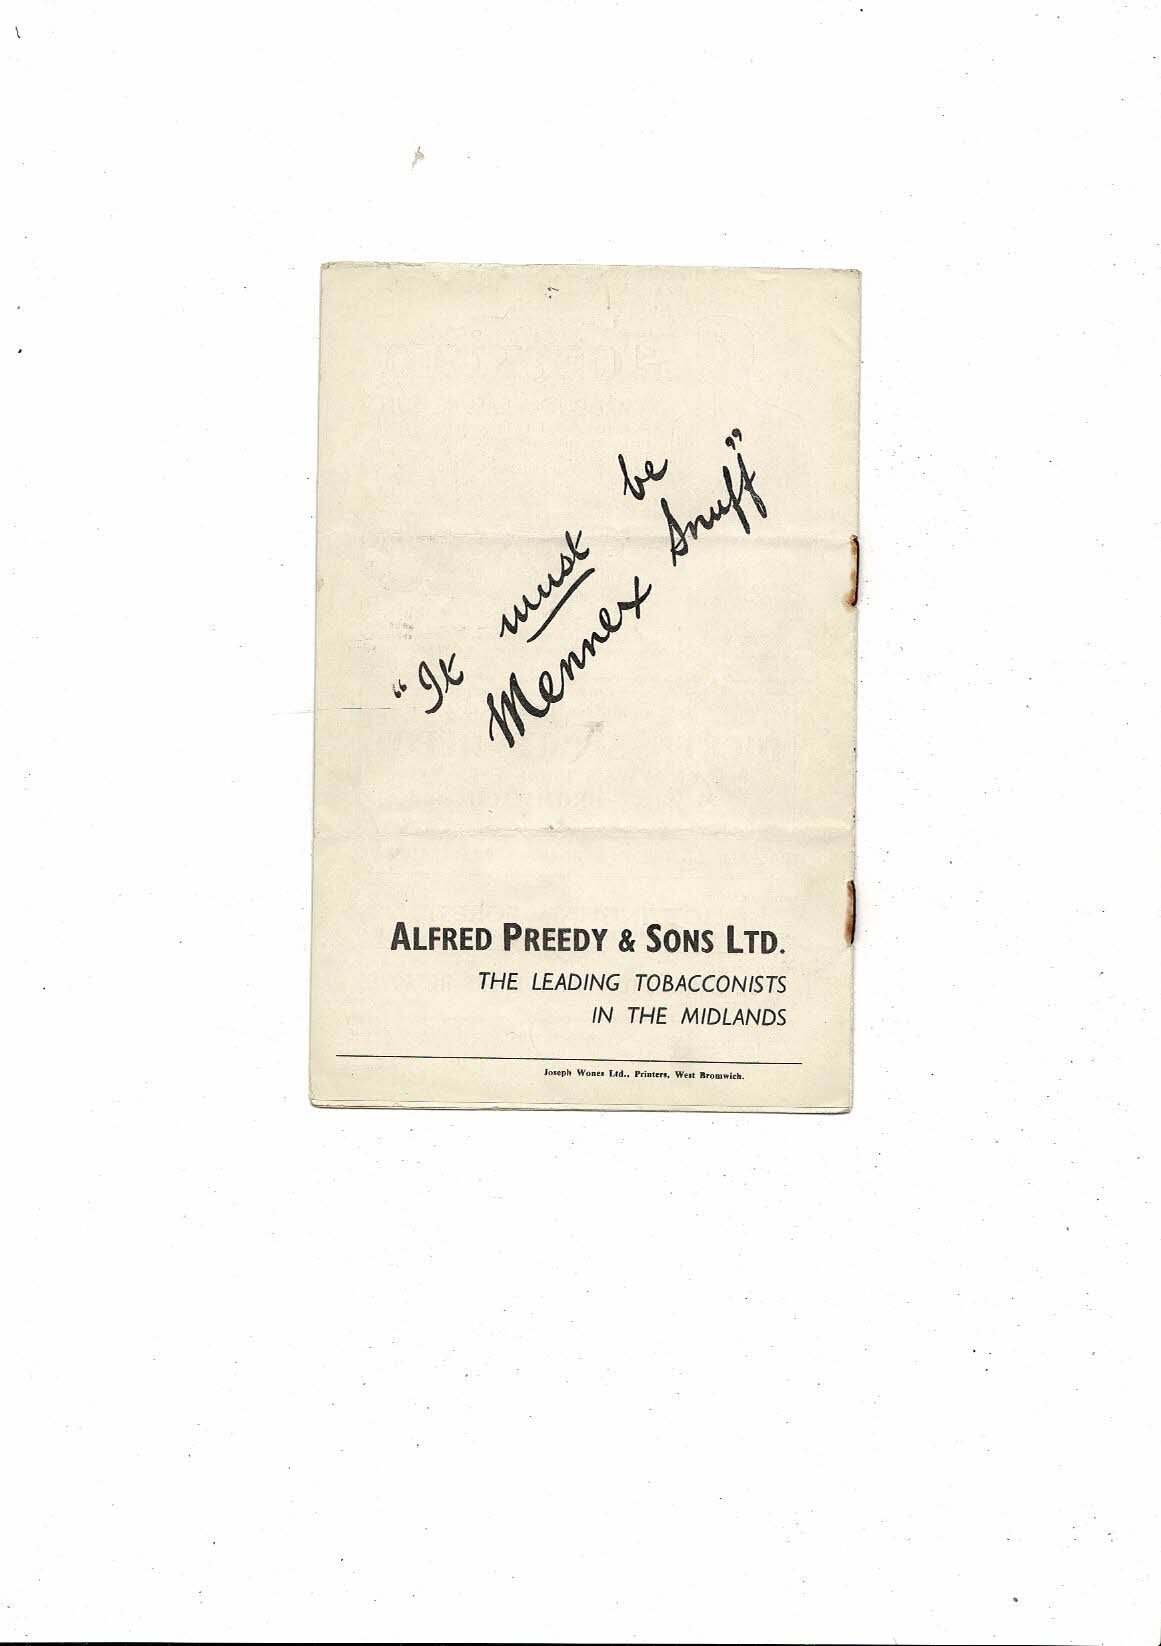 “It must be
Mennex Snuff”
ALFRED PREEDY & SONS LTD.
THE LEADING TOBACCONISTS
IN THE MIDLANDS
Joseph Wones Ltd., Printers, West Bromwich.